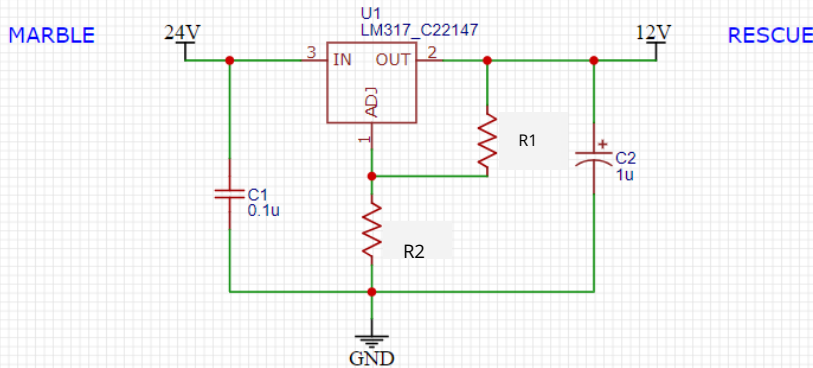 U1
LM317_C22147
MARBLE
24V
12V
RESCUE
3
IN
OUT
2
ADJ
1
R1
C2
1u
C1
0.1u
R2
GND